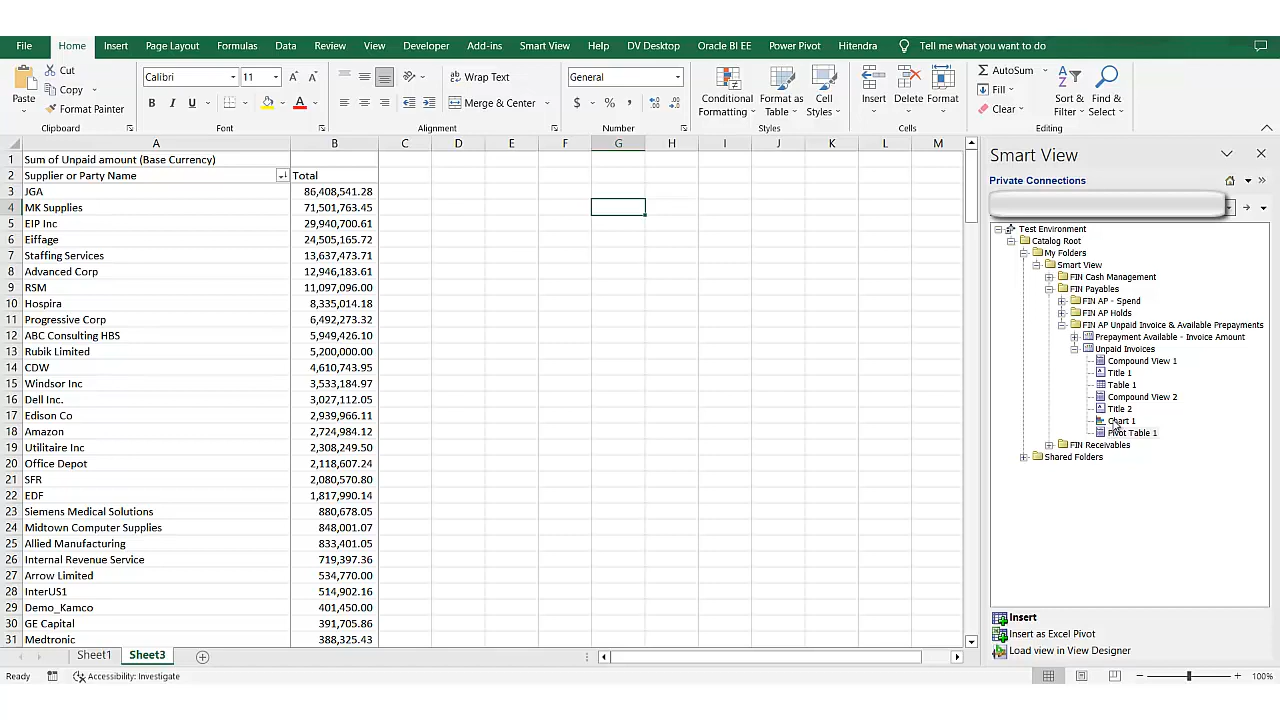 File Home Insert Page Layout Formulas Data Review View Developer Add-ins Smart View Help DV Desktop Oracle BI EE Power Pivot Hitendra Tell me what you want to do
Paste
Cut
Copy
Format Painter
Clipboard
Calibri 11
B I U
Font
Wrap Text
Merge & Center
Alignment
General
$ % ,
Number
Conditional Formatting
Format as Table
Cell Styles
Styles
Insert Delete Format
Cells
AutoSum
Fill
Clear
Sort & Filter
Find & Select
Editing
A B C D E F G H I J K L M
1 Sum of Unpaid amount (Base Currency)
2 Supplier or Party Name Total
3 JGA 86,408,541.28
4 MK Supplies 71,501,763.45
5 EIP Inc 29,940,700.61
6 Eiffage 24,505,165.72
7 Staffing Services 13,637,473.71
8 Advanced Corp 12,946,183.61
9 RSM 11,097,096.00
10 Hospira 8,335,014.18
11 Progressive Corp 6,492,273.32
12 ABC Consulting HBS 5,949,426.10
13 Rubik Limited 5,200,000.00
14 CDW 4,610,743.95
15 Windsor Inc 3,533,184.97
16 Dell Inc. 3,027,112.05
17 Edison Co 2,939,966.11
18 Amazon 2,724,984.12
19 Utilitaire Inc 2,308,249.50
20 Office Depot 2,118,607.24
21 SFR 2,080,570.80
22 EDF 1,817,990.14
23 Siemens Medical Solutions 880,678.05
24 Midtown Computer Supplies 848,001.07
25 Allied Manufacturing 833,401.05
26 Internal Revenue Service 719,397.36
27 Arrow Limited 534,770.00
28 InterUS1 514,902.16
29 Demo_Kamco 401,450.00
30 GE Capital 391,705.86
31 Medtronic 388,325.43
Sheet1 Sheet3
Ready Accessibility: Investigate 100%
Smart View
Private Connections
Test Environment
Catalog Root
My Folders
Smart View
FIN Cash Management
FIN Payables
FIN AP - Spend
FIN AP Holds
FIN AP Unpaid Invoice & Available Prepayments
Prepayment Available - Invoice Amount
Unpaid Invoices
Compound View 1
Title 1
Table 1
Compound View 2
Title 2
Chart 1
Pivot Table 1
FIN Receivables
Shared Folders
Insert
Insert as Excel Pivot
Load view in View Designer